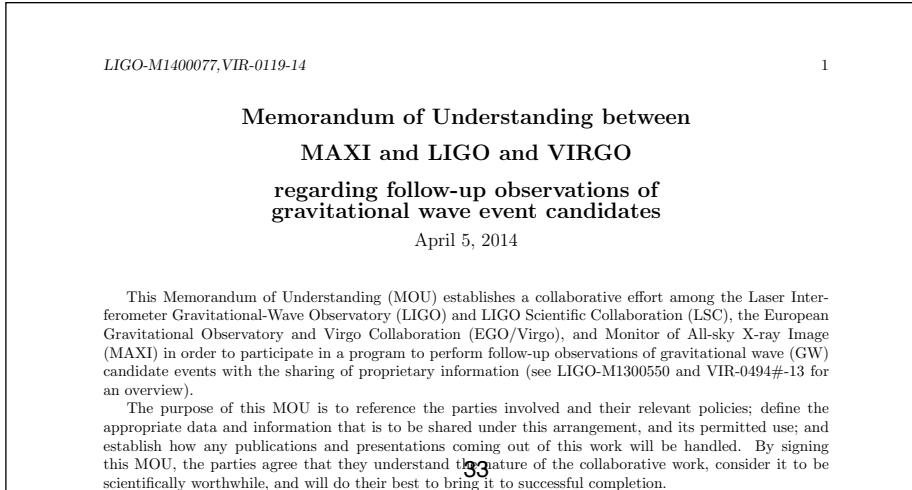 LIGO-M1400077,VIR-0119-14 1
Memorandum of Understanding between
MAXI and LIGO and VIRGO
regarding follow-up observations of
gravitational wave event candidates
April 5, 2014
This Memorandum of Understanding (MOU) establishes a collaborative effort among the Laser Inter-
ferometer Gravitational-Wave Observatory (LIGO) and LIGO Scientific Collaboration (LSC), the European
Gravitational Observatory and Virgo Collaboration (EGO/Virgo), and Monitor of All-sky X-ray Image
(MAXI) in order to participate in a program to perform follow-up observations of gravitational wave (GW)
candidate events with the sharing of proprietary information (see LIGO-M1300550 and VIR-0494#-13 for
an overview).
The purpose of this MOU is to reference the parties involved and their relevant policies; define the
appropriate data and information that is to be shared under this arrangement, and its permitted use; and
establish how any publications and presentations coming out of this work will be handled. By signing
this MOU, the parties agree that they understand the nature of the collaborative work, consider it to be
33
scientifically worthwhile, and will do their best to bring it to successful completion.